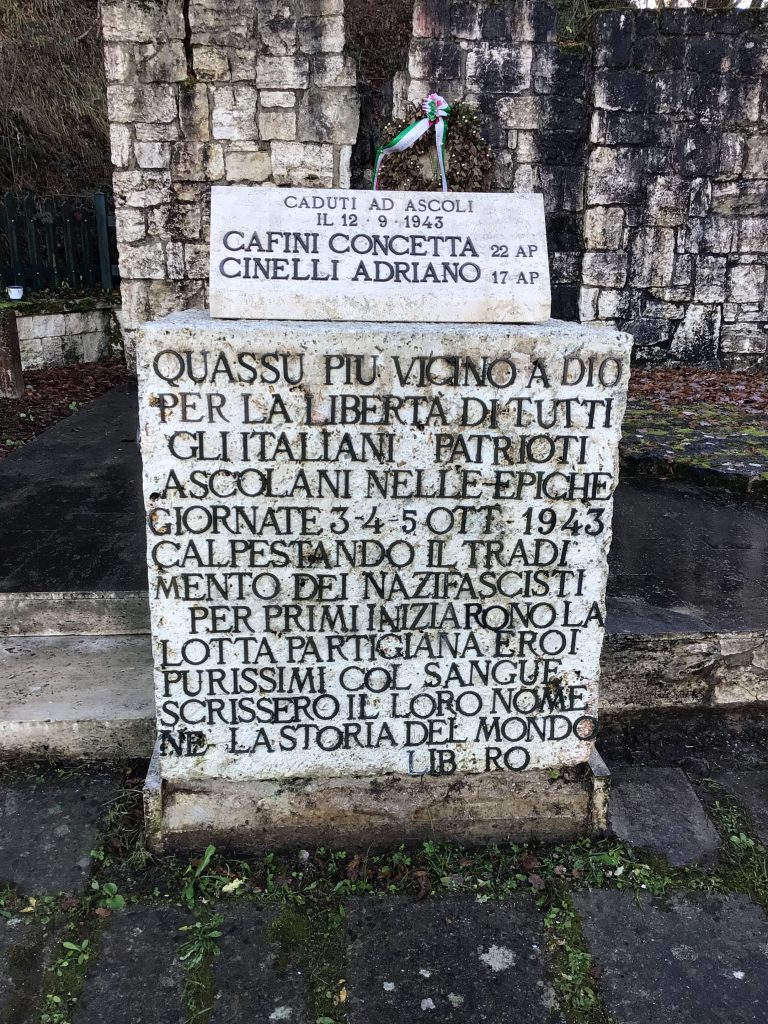 CADUTI AD ASCOLI
IL 12·9·1943
CAFINI CONCETTA 22 AP
CINELLI ADRIANO 17 AP
QUASSU PIU VICINO A DIO
PER LA LIBERTA DI TUTTI
GLI ITALIANI PATRIOTI
ASCOLANI NELLE EPICHE
GIORNATE 3-4-5 OTT. 1943
CALPESTANDO IL TRADI
MENTO DEI NAZIFASCISTI
PER PRIMI INIZIARONO LA
LOTTA PARTIGIANA EROI
PURISSIMI COL SANGUE
SCRISSERO IL LORO NOME
NE LA STORIA DEL MONDO
LIB RO